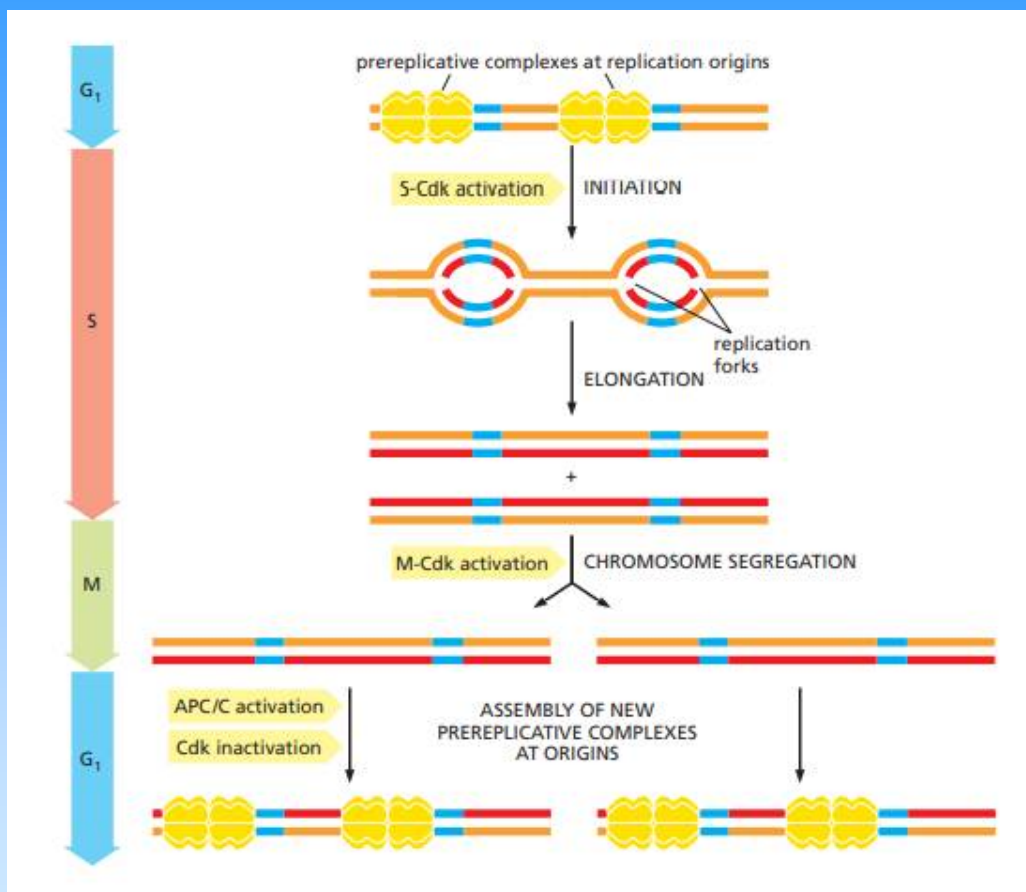 prereplicative complexes at replication origins
G1
S-Cdk activation
INITIATION
S
replication
forks
ELONGATION
+
M-Cdk activation
CHROMOSOME SEGREGATION
M
APC/C activation
Cdk inactivation
ASSEMBLY OF NEW
PREREPLICATIVE COMPLEXES
AT ORIGINS
G1